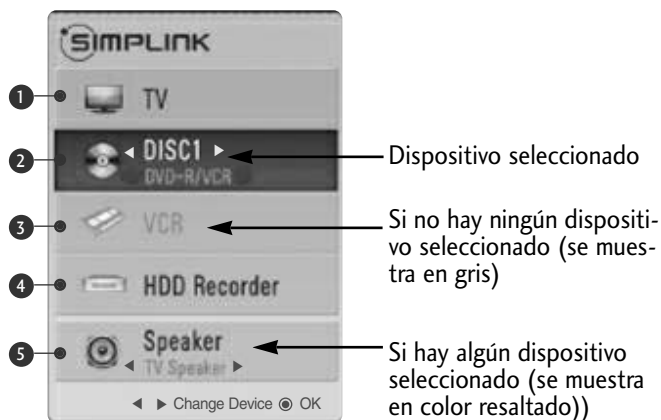 SIMPLINK
1 TV
2 DISC1
DVD-R/VCR
Dispositivo seleccionado
3 VCR
Si no hay ningún dispositi-
vo seleccionado (se mues-
tra en gris)
4 HDD Recorder
5 Speaker
TV Speaker
Si hay algún dispositivo
seleccionado (se muestra
en color resaltado))
◀ ▶ Change Device ◉ OK